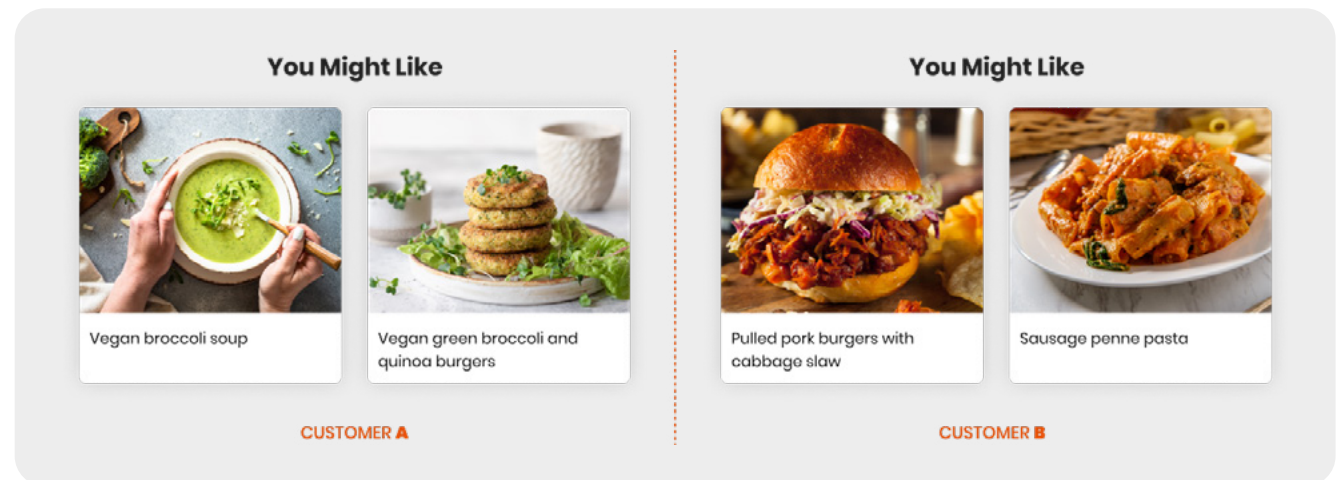 You Might Like
Vegan broccoli soup
Vegan green broccoli and
quinoa burgers
CUSTOMER A
You Might Like
Pulled pork burgers with
cabbage slaw
Sausage penne pasta
CUSTOMER B